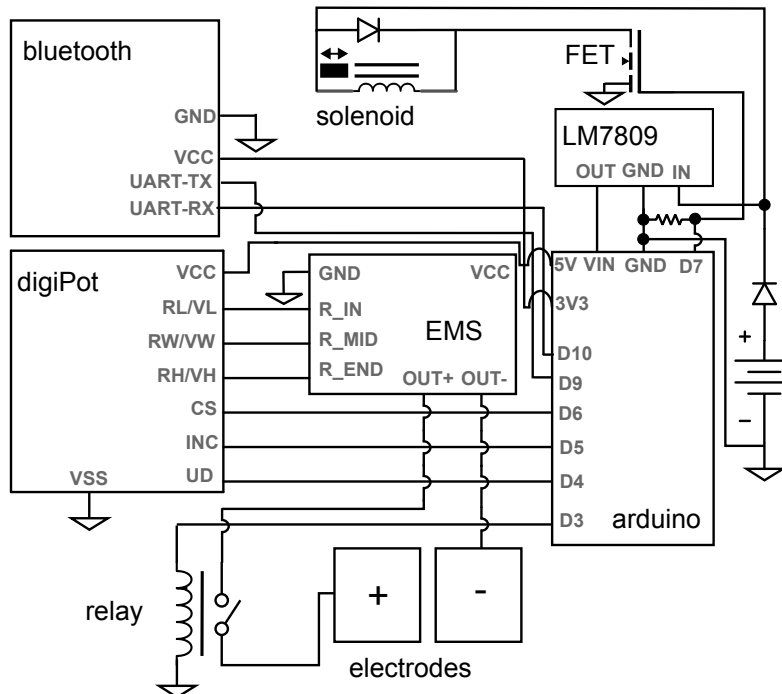 bluetooth
GND
VCC
UART-TX
UART-RX
solenoid
FET
LM7809
OUT GND IN
digiPot
VCC
RL/VL
RW/VW
RH/VH
CS
INC
UD
VSS
GND
VCC
R_IN
R_MID
R_END
EMS
OUT+ OUT-
5V VIN GND D7
3V3
D10
D9
D6
D5
D4
D3
arduino
+
-
relay
+
-
electrodes